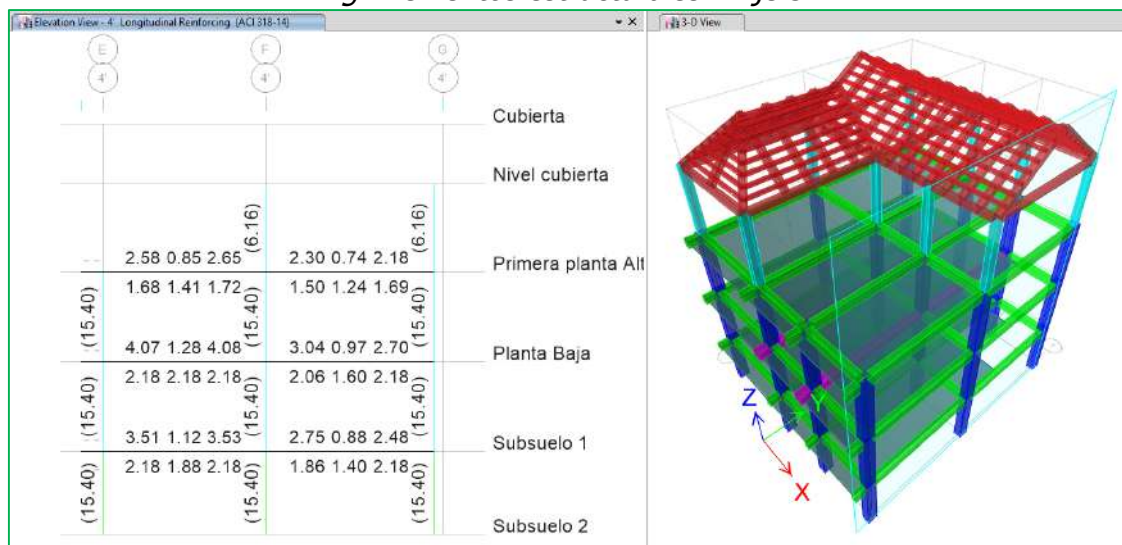 Elevation View - 4' Longitudinal Reinforcing (ACI 318-14)
3-D View
E F G
4' 4' 4'
Cubierta
Nivel cubierta
(6.16) (6.16)
2.58 0.85 2.65 2.30 0.74 2.18
Primera planta Alt
1.68 1.41 1.72 1.50 1.24 1.69
(15.40) (15.40) (15.40)
4.07 1.28 4.08 3.04 0.97 2.70
Planta Baja
2.18 2.18 2.18 2.06 1.60 2.18
(15.40) (15.40) (15.40)
3.51 1.12 3.53 2.75 0.88 2.48
Subsuelo 1
2.18 1.88 2.18 1.86 1.40 2.18
(15.40) (15.40) (15.40)
Subsuelo 2
Z
Y
X